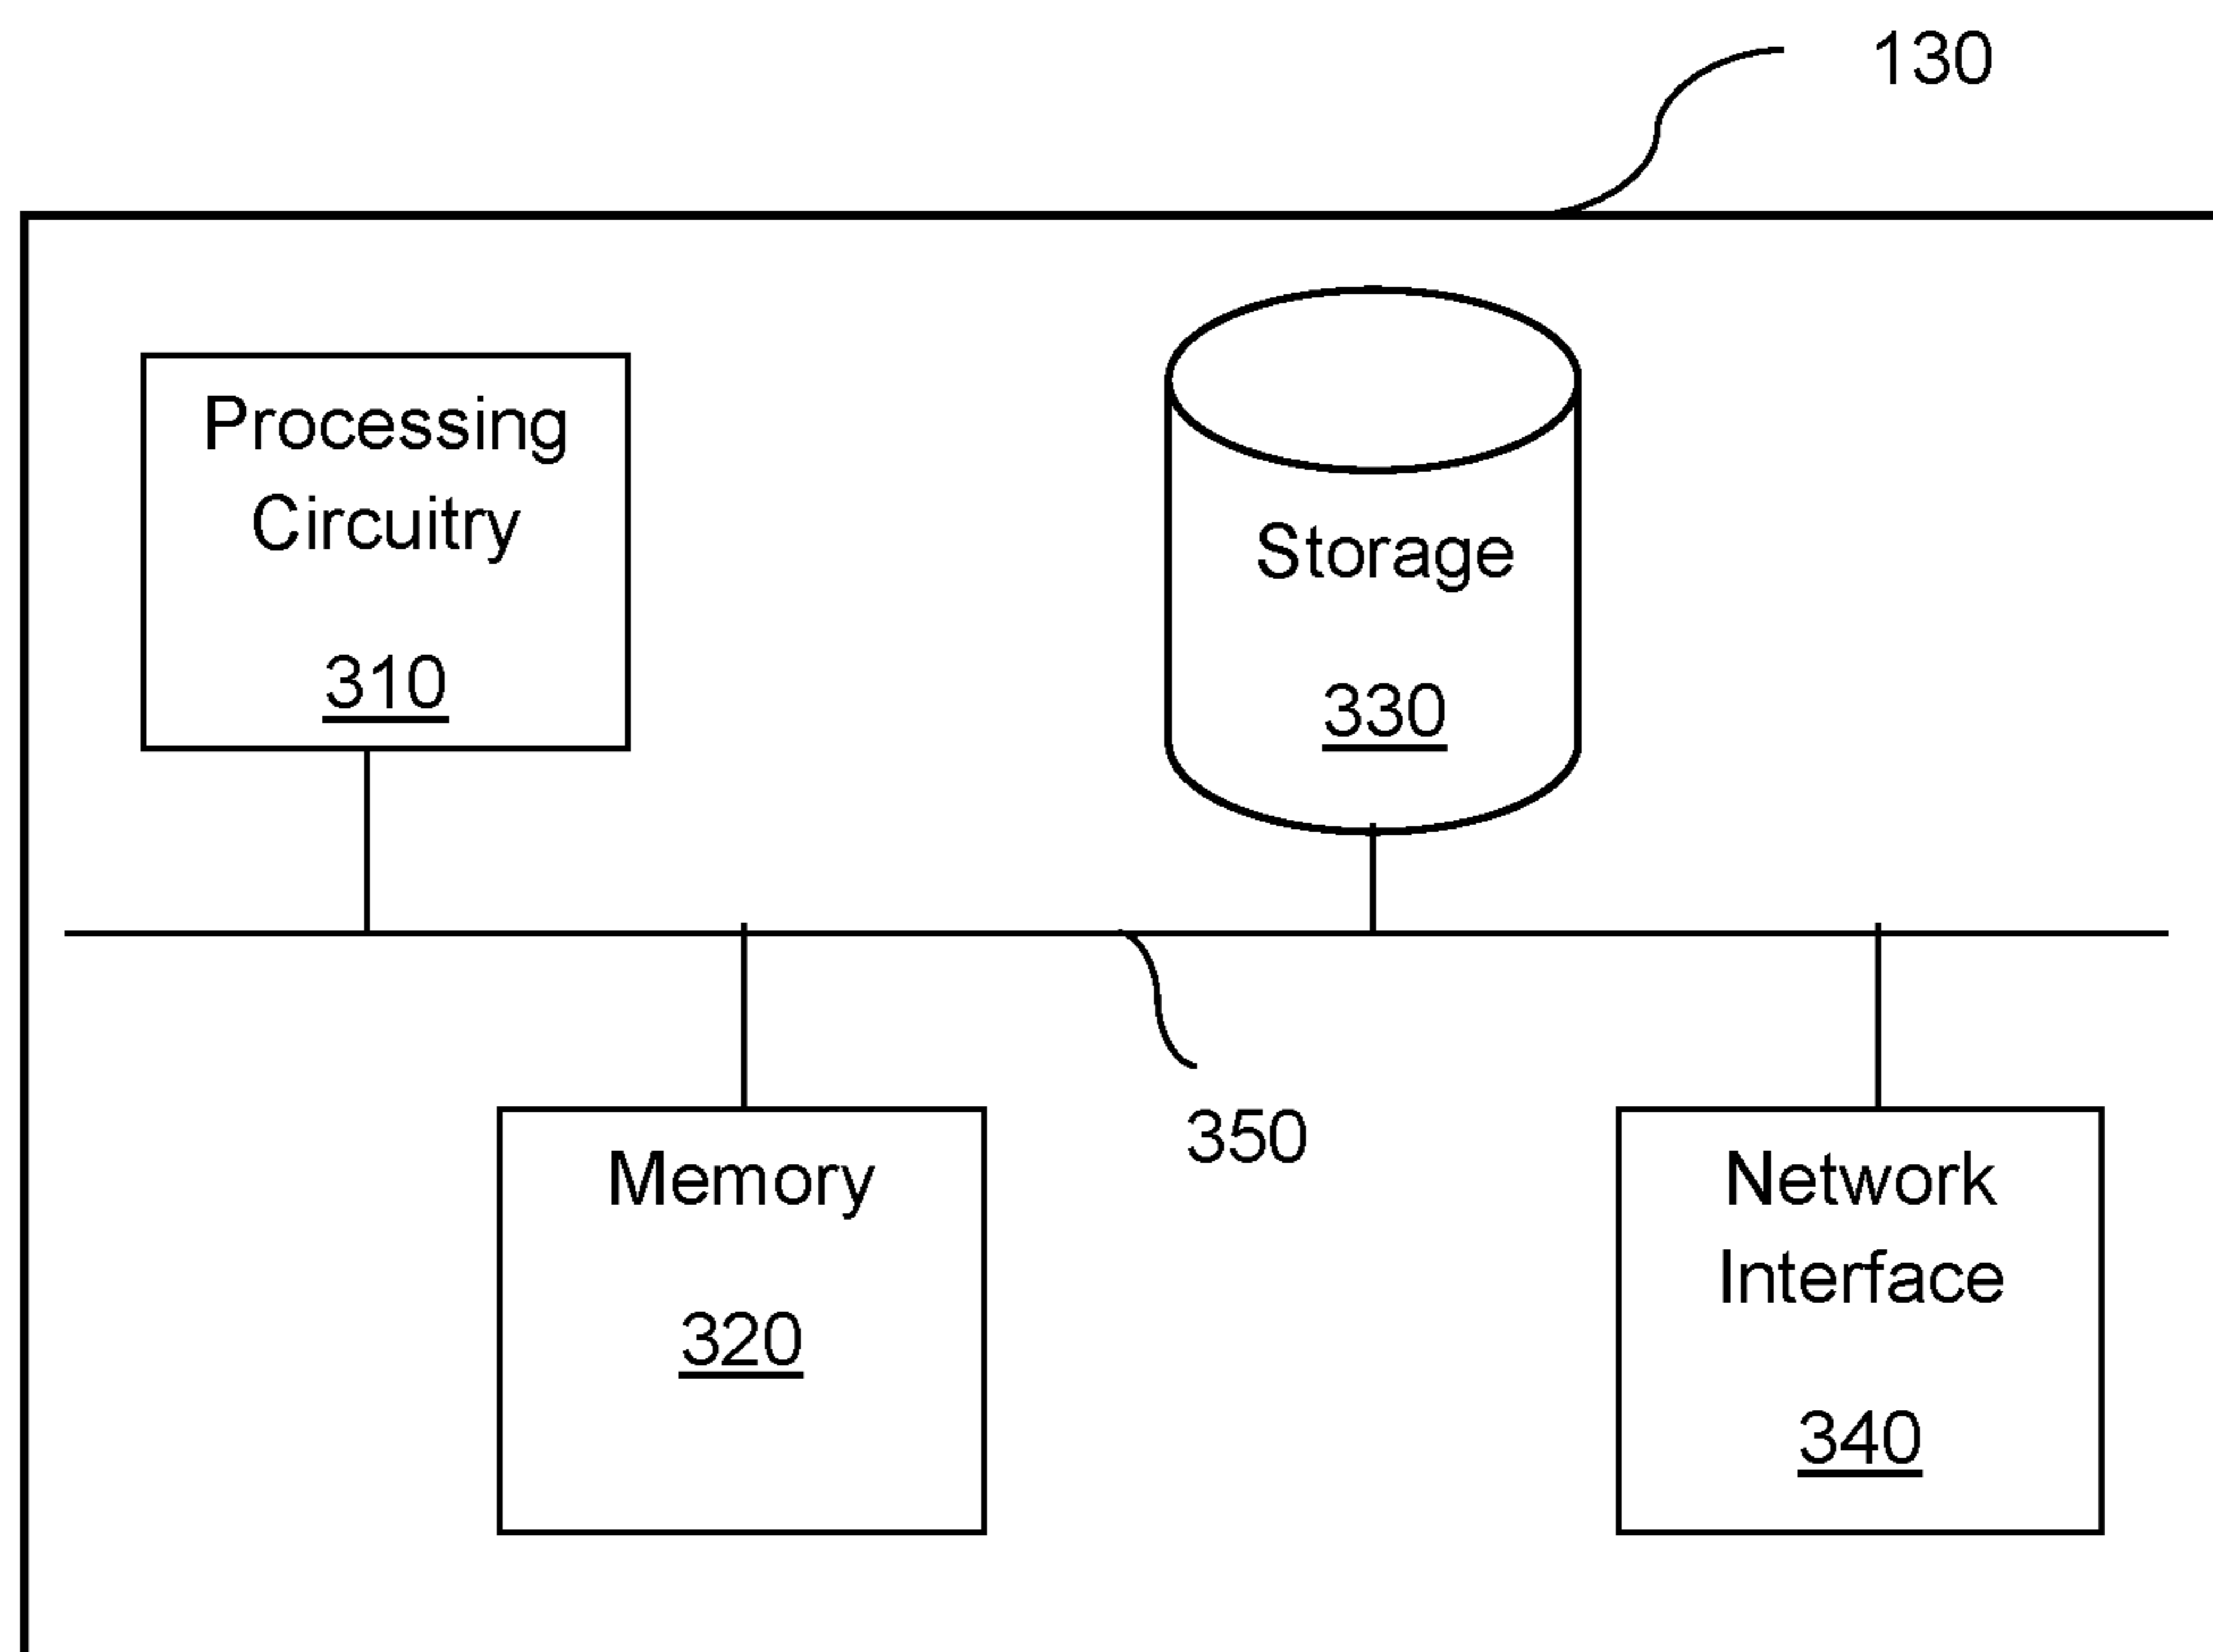 130
Processing
Circuitry
310
Storage
330
350
Memory
320
Network
Interface
340